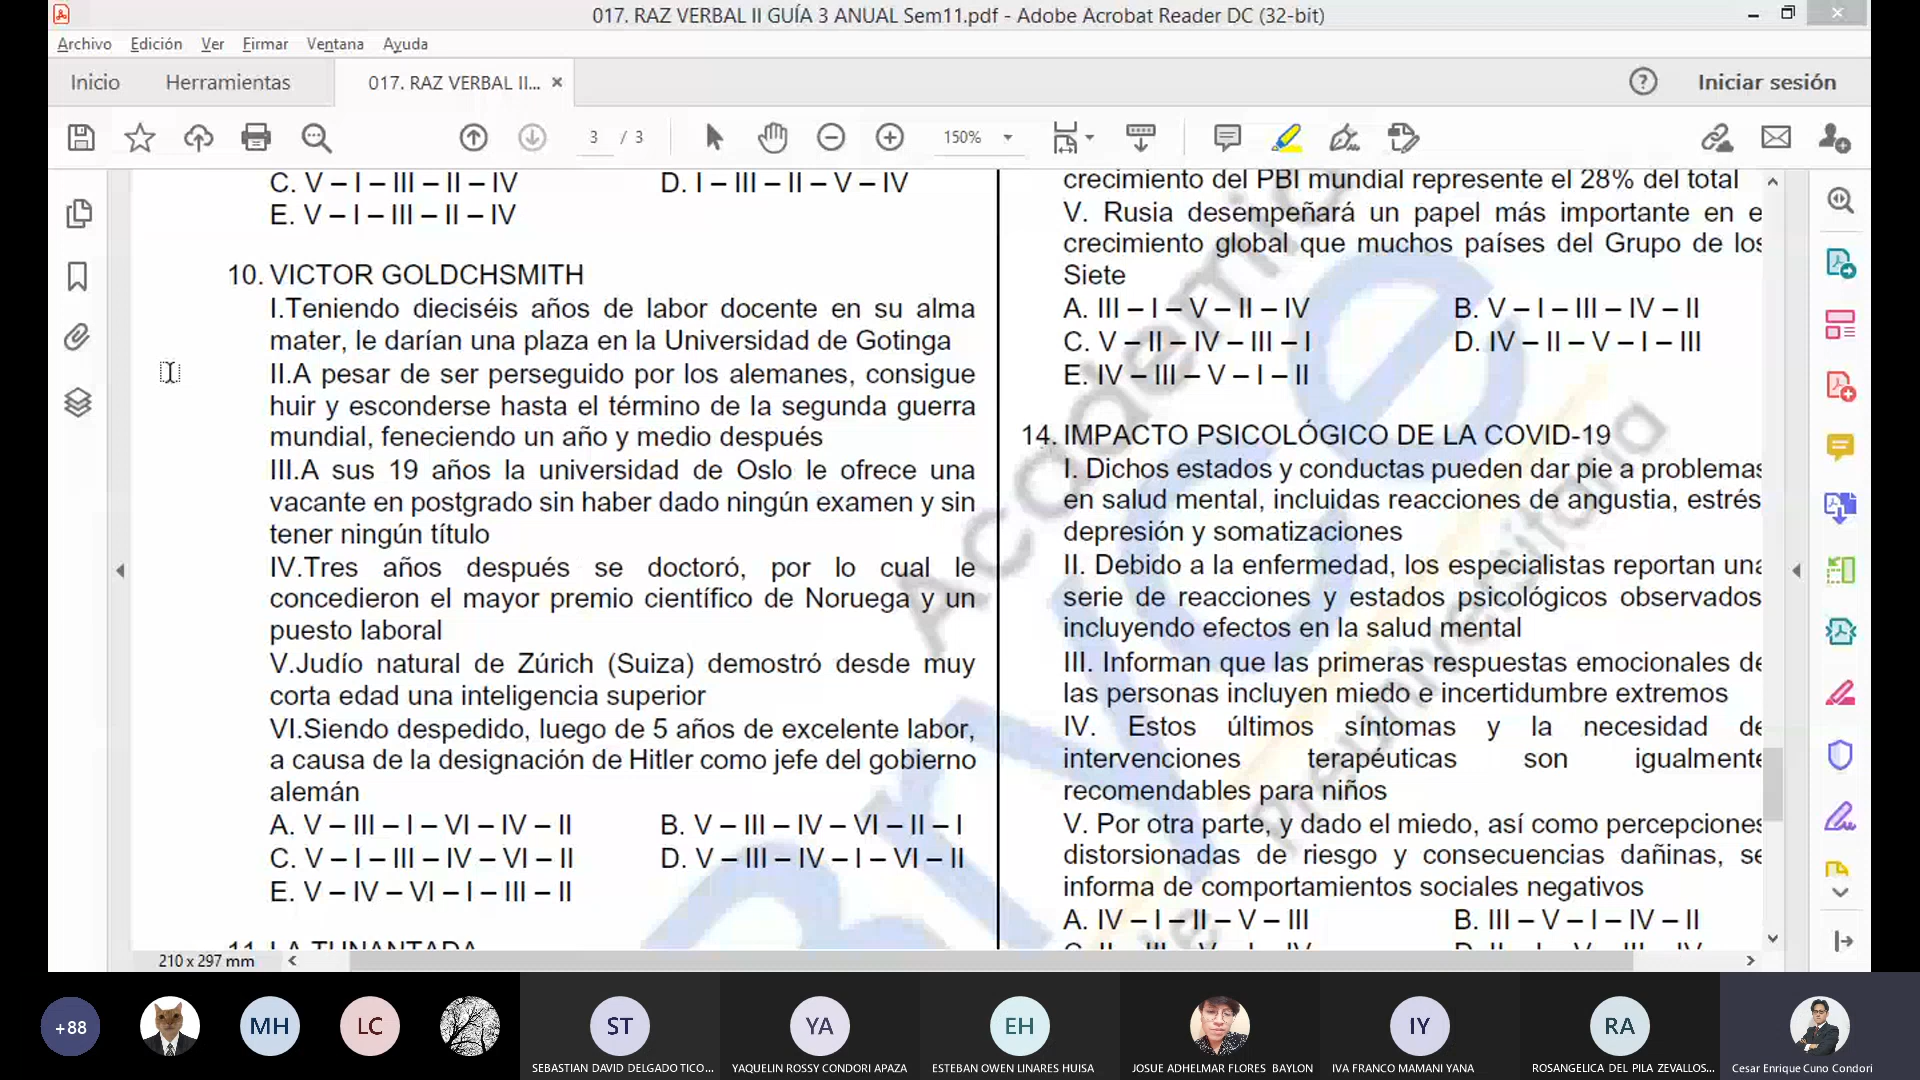 017. RAZ VERBAL II GUÍA 3 ANUAL Sem11.pdf - Adobe Acrobat Reader DC (32-bit)
Archivo Edición Ver Firmar Ventana Ayuda
Inicio Herramientas 017. RAZ VERBAL II... Iniciar sesión
3 / 3 150%
C. V – I – III – II – IV D. I – III – II – V – IV
E. V – I – III – II – IV
10. VICTOR GOLDCHSMITH
I.Teniendo dieciséis años de labor docente en su alma
mater, le darían una plaza en la Universidad de Gotinga
II.A pesar de ser perseguido por los alemanes, consigue
huir y esconderse hasta el término de la segunda guerra
mundial, feneciendo un año y medio después
III.A sus 19 años la universidad de Oslo le ofrece una
vacante en postgrado sin haber dado ningún examen y sin
tener ningún título
IV.Tres años después se doctoró, por lo cual le
concedieron el mayor premio científico de Noruega y un
puesto laboral
V.Judío natural de Zúrich (Suiza) demostró desde muy
corta edad una inteligencia superior
VI.Siendo despedido, luego de 5 años de excelente labor,
a causa de la designación de Hitler como jefe del gobierno
alemán
A. V – III – I – VI – IV – II B. V – III – IV – VI – II – I
C. V – I – III – IV – VI – II D. V – III – IV – I – VI – II
E. V – IV – VI – I – III – II
11. LA TUNANTADA
crecimiento del PBI mundial represente el 28% del total
V. Rusia desempeñará un papel más importante en e
crecimiento global que muchos países del Grupo de los
Siete
A. III – I – V – II – IV B. V – I – III – IV – II
C. V – II – IV – III – I D. IV – II – V – I – III
E. IV – III – V – I – II
14. IMPACTO PSICOLÓGICO DE LA COVID-19
I. Dichos estados y conductas pueden dar pie a problemas
en salud mental, incluidas reacciones de angustia, estrés
depresión y somatizaciones
II. Debido a la enfermedad, los especialistas reportan una
serie de reacciones y estados psicológicos observados
incluyendo efectos en la salud mental
III. Informan que las primeras respuestas emocionales de
las personas incluyen miedo e incertidumbre extremos
IV. Estos últimos síntomas y la necesidad de
intervenciones terapéuticas son igualmente
recomendables para niños
V. Por otra parte, y dado el miedo, así como percepciones
distorsionadas de riesgo y consecuencias dañinas, se
informa de comportamientos sociales negativos
A. IV – I – II – V – III B. III – V – I – IV – II
Academia
Bryce
Preuniversitaria
de
210 x 297 mm
+88 MH LC ST YA EH IY RA
SEBASTIAN DAVID DELGADO TICO... YAQUELIN ROSSY CONDORI APAZA ESTEBAN OWEN LINARES HUISA JOSUE ADHELMAR FLORES BAYLON IVA FRANCO MAMANI YANA ROSANGELICA DEL PILA ZEVALLOS... Cesar Enrique Cuno Condori